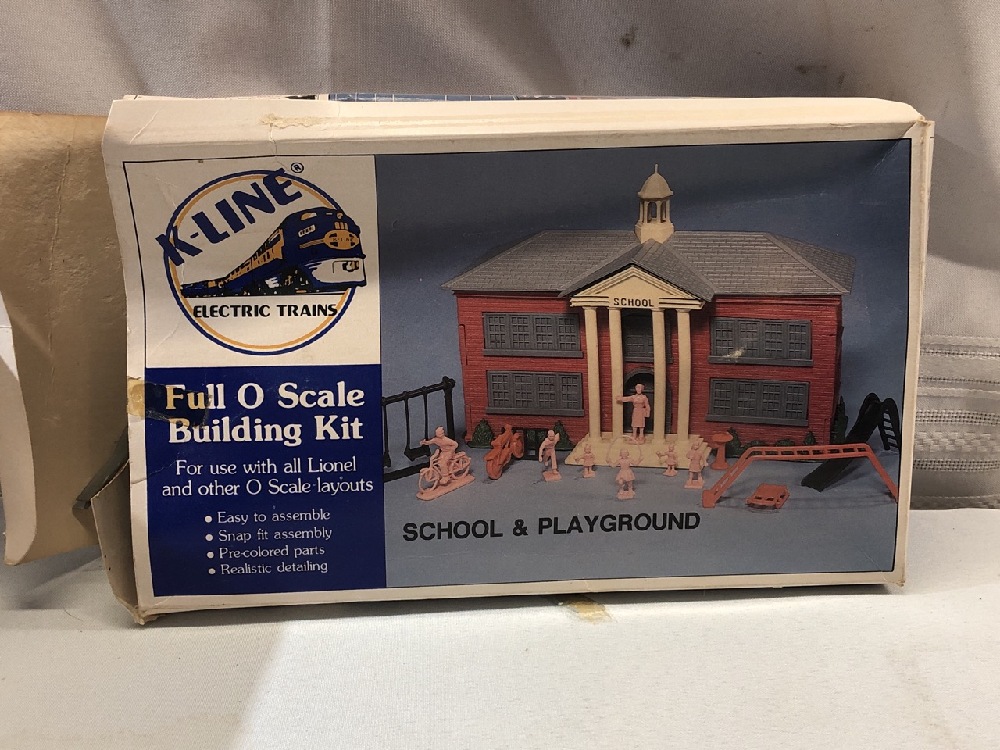 K-LINE®
ELECTRIC TRAINS
Full O Scale
Building Kit
For use with all Lionel
and other O Scale layouts
• Easy to assemble
• Snap fit assembly
• Pre-colored parts
• Realistic detailing
SCHOOL
SCHOOL & PLAYGROUND